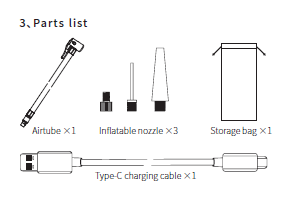 3、Parts list
Airtube ×1
Inflatable nozzle ×3
Storage bag ×1
Type-C charging cable ×1